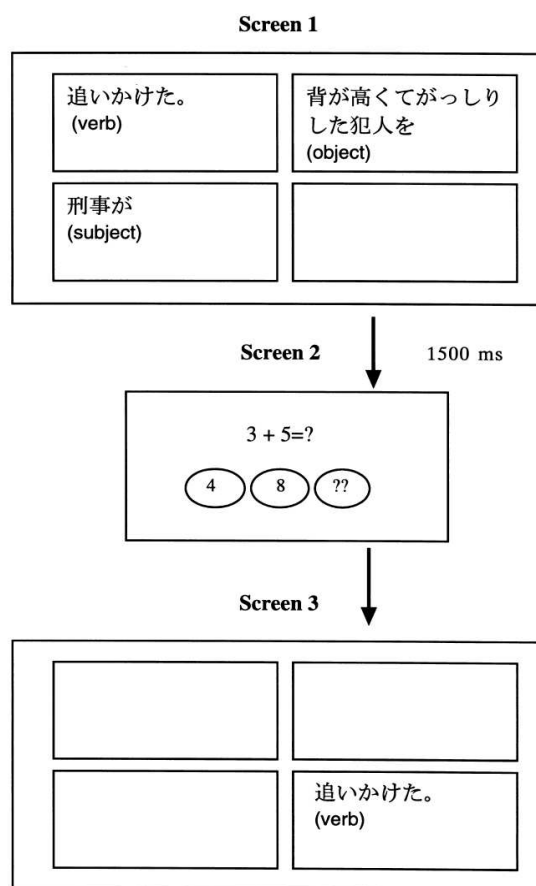 Screen 1
追いかけた。
(verb)
背が高くてがっしり
した犯人を
(object)
刑事が
(subject)
Screen 2
1500 ms
3 + 5=?
4
8
??
Screen 3
追いかけた。
(verb)